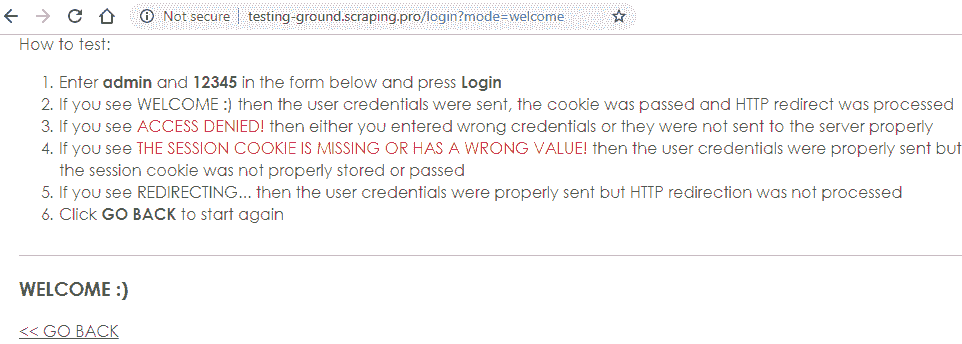 Not secure | testing-ground.scraping.pro/login?mode=welcome
How to test:
1. Enter admin and 12345 in the form below and press Login
2. If you see WELCOME :) then the user credentials were sent, the cookie was passed and HTTP redirect was processed
3. If you see ACCESS DENIED! then either you entered wrong credentials or they were not sent to the server properly
4. If you see THE SESSION COOKIE IS MISSING OR HAS A WRONG VALUE! then the user credentials were properly sent but
the session cookie was not properly stored or passed
5. If you see REDIRECTING... then the user credentials were properly sent but HTTP redirection was not processed
6. Click GO BACK to start again
WELCOME :)
<< GO BACK